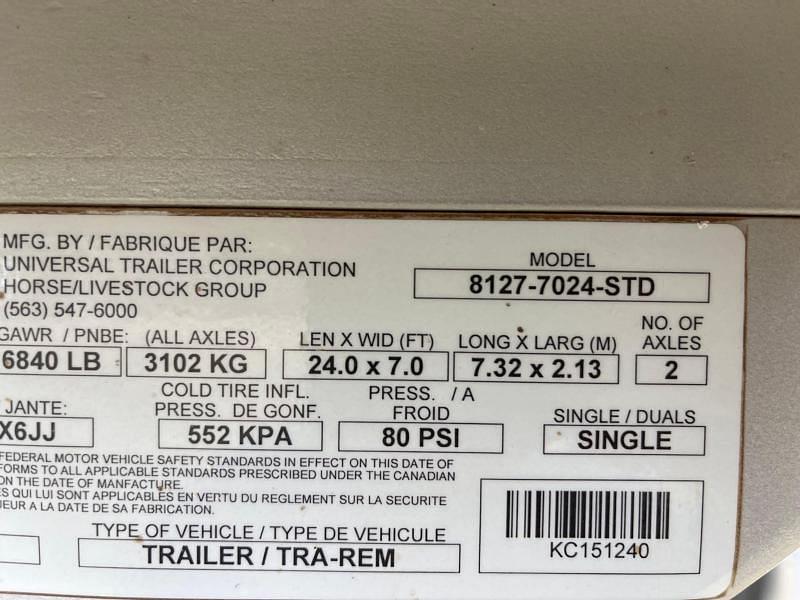 MFG. BY / FABRIQUE PAR:
UNIVERSAL TRAILER CORPORATION
HORSE/LIVESTOCK GROUP
(563) 547-6000
MODEL
8127-7024-STD
GAWR / PNBE: (ALL AXLES)
6840 LB 3102 KG
LEN X WID (FT)
24.0 x 7.0
LONG X LARG (M)
7.32 x 2.13
NO. OF
AXLES
2
JANTE:
X6JJ
COLD TIRE INFL. PRESS. / A
PRESS. DE GONF. FROID
552 KPA 80 PSI
SINGLE / DUALS
SINGLE
FEDERAL MOTOR VEHICLE SAFETY STANDARDS IN EFFECT ON THIS DATE OF
FORMS TO ALL APPLICABLE STANDARDS PRESCRIBED UNDER THE CANADIAN
ON THE DATE OF MANFACTURE.
ES QUI LUI SONT APPLICABLES EN VERTU DU REGLEMENT SUR LA SECURITE
UEUR A LA DATE DE SA FABRICATION.
TYPE OF VEHICLE / TYPE DE VEHICULE
TRAILER / TRA-REM
KC151240